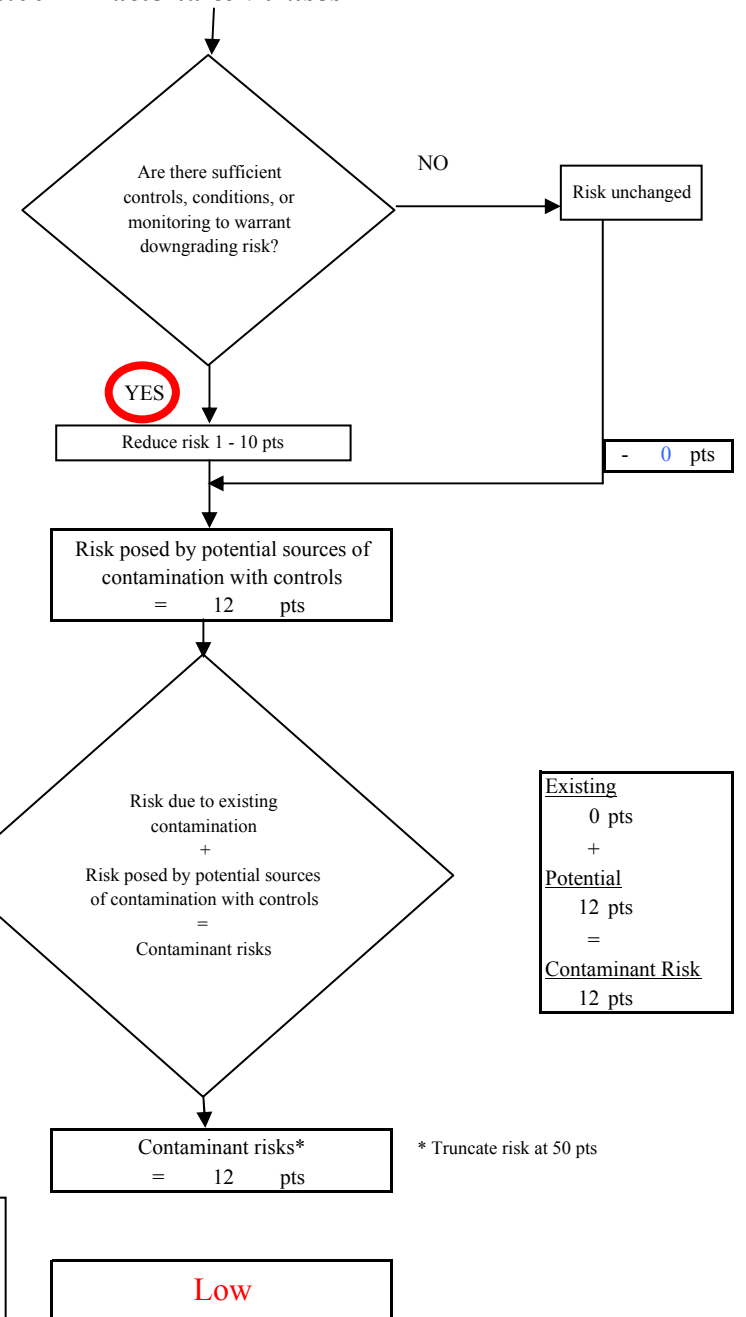 Are there sufficient
controls, conditions, or
monitoring to warrant
downgrading risk?
NO
Risk unchanged
YES
Reduce risk 1 - 10 pts
- 0 pts
Risk posed by potential sources of
contamination with controls
= 12 pts
Risk due to existing
contamination
+
Risk posed by potential sources
of contamination with controls
=
Contaminant risks
Existing
0 pts
+
Potential
12 pts
=
Contaminant Risk
12 pts
Contaminant risks*
= 12 pts
* Truncate risk at 50 pts
Low